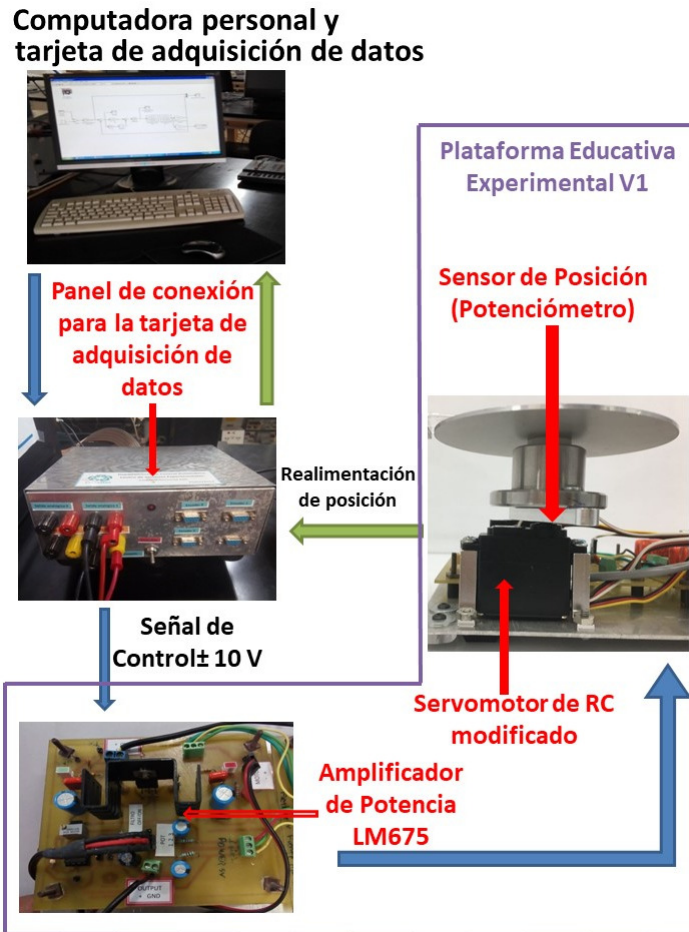 Computadora personal y
tarjeta de adquisición de datos
Plataforma Educativa
Experimental V1
Panel de conexión
para la tarjeta de
adquisición de
datos
Sensor de Posición
(Potenciómetro)
Realimentación
de posición
Señal de
Control± 10 V
Servomotor de RC
modificado
Amplificador
de Potencia
LM675
OUTPUT
+ GND